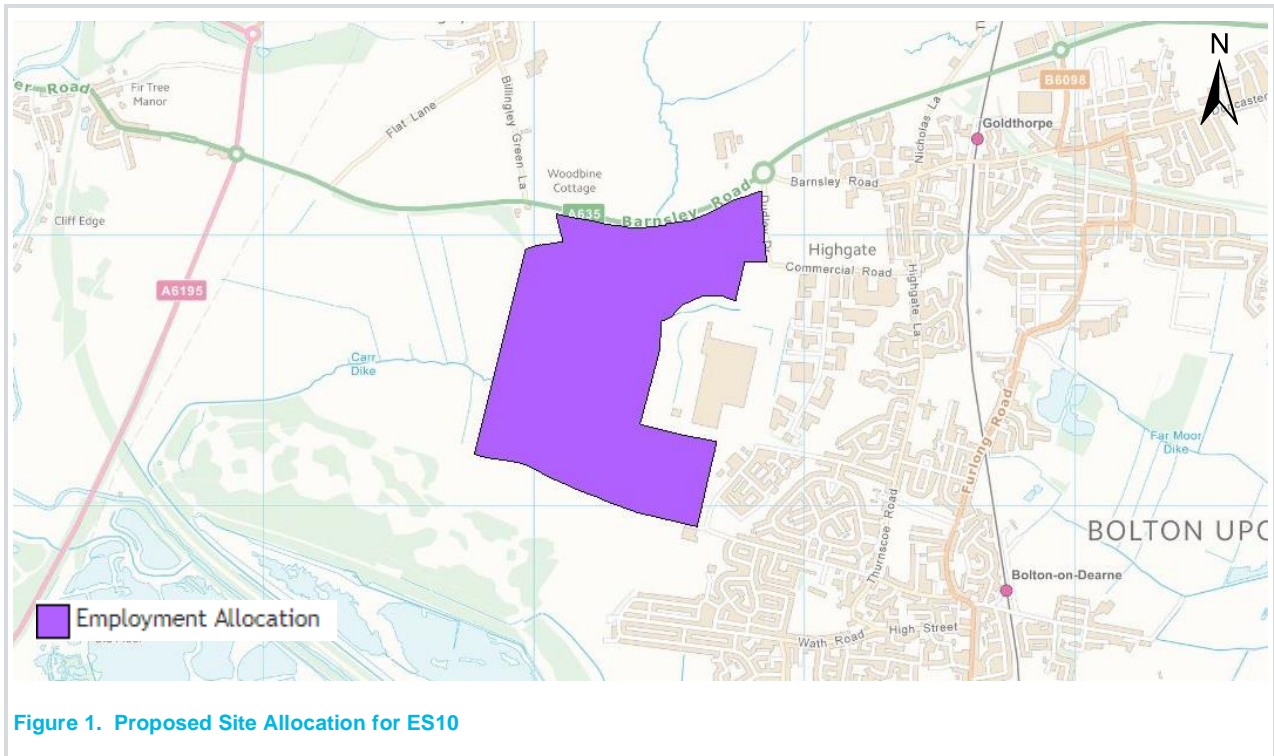 N
B6098
Fir Tree
Manor
Flat Lane
Billingley
Green La
Nicholas La
Goldthorpe
Woodbine
Cottage
Barnsley Road
A635
Barnsley Road
Cliff Edge
Highgate
Commercial Road
A6195
Highgate La
Carr
Dike
Furlong Road
Far Moor
Dike
Thurnscoe Road
BOLTON UPO
Bolton-on-Dearne
Employment Allocation
High Street
Wath Road
Figure 1. Proposed Site Allocation for ES10